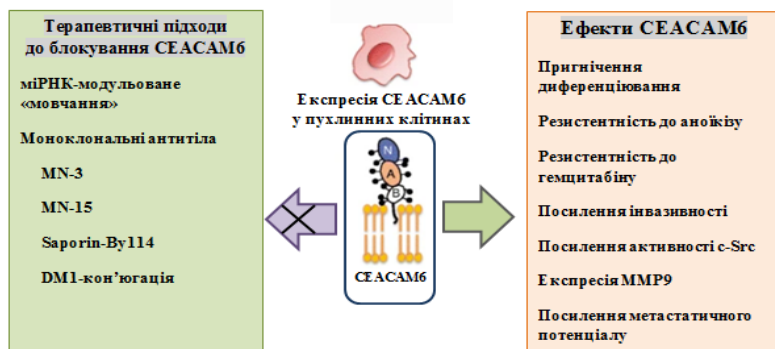 Терапевтичні підходи
до блокування CEACAM6
міРНК-модульоване
«мовчання»
Моноклональні антитіла
MN-3
MN-15
Saporin-By114
DM1-кон’югація
Експресія CEACAM6
у пухлинних клітинах
N
A
B
CEACAM6
Ефекти CEACAM6
Пригнічення
диференціювання
Резистентність до аноїкізу
Резистентність до
гемцитабіну
Посилення інвазивності
Посилення активності c-Src
Експресія MMP9
Посилення метастатичного
потенціалу